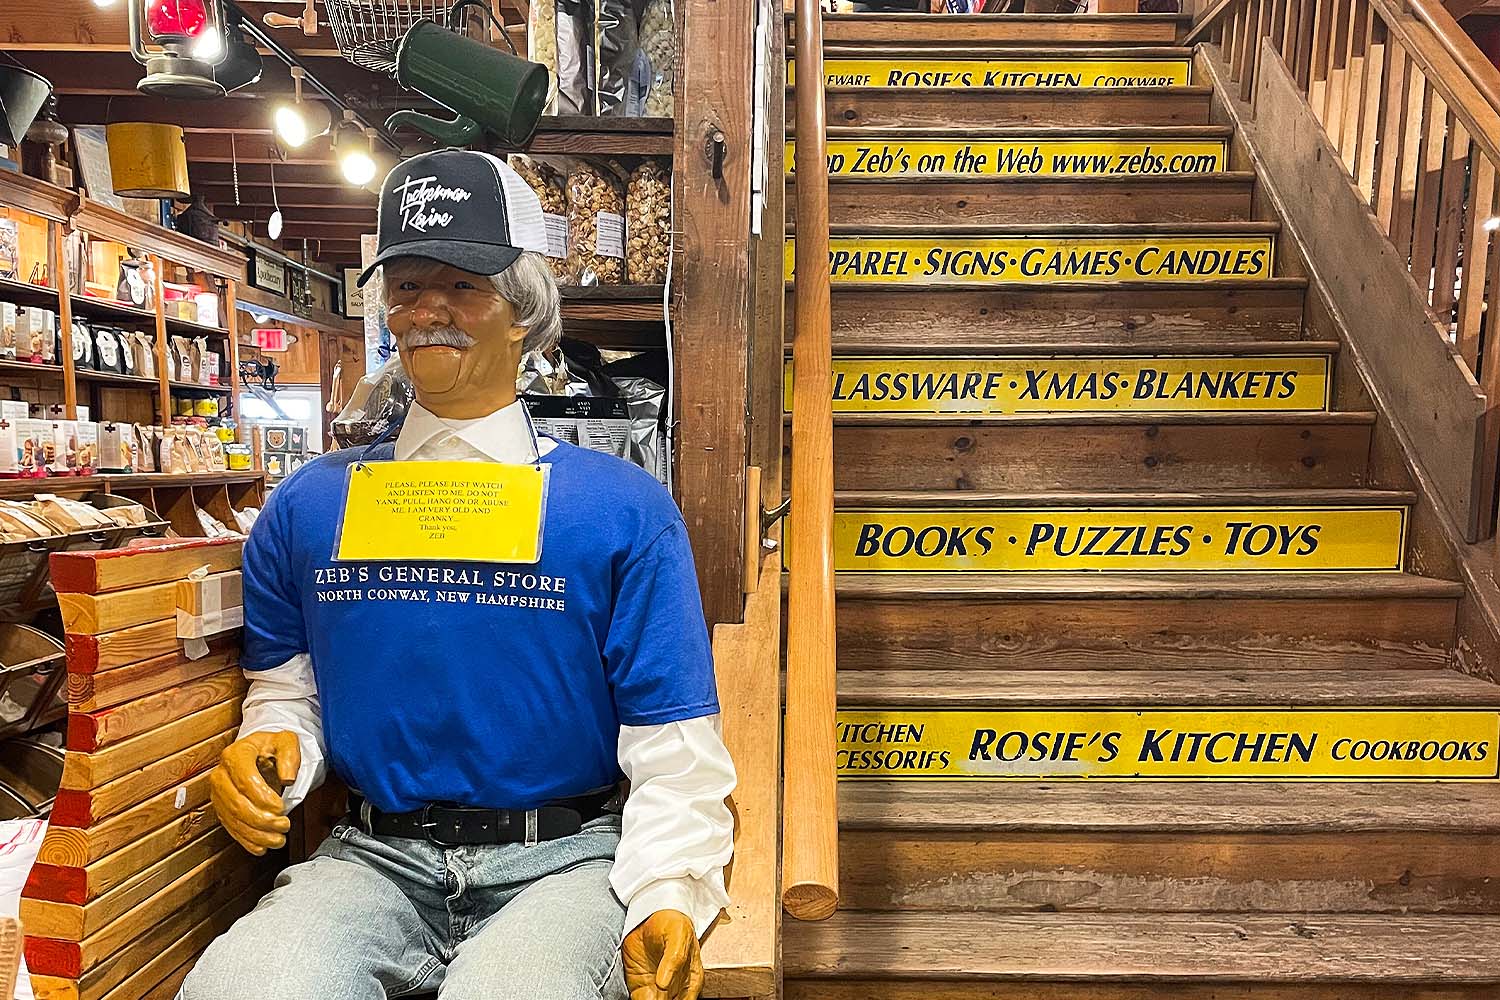 Tuckerman
Ravine
PLEASE, PLEASE JUST WATCH
AND LISTEN TO ME, DO NOT
YANK, PULL, HANG ON OR ABUSE
ME. I AM VERY OLD AND
CRANKY...
Thank you,
ZEB
ZEB'S GENERAL STORE
NORTH CONWAY, NEW HAMPSHIRE
ROSIE'S KITCHEN COOKWARE
Zeb's on the Web www.zebs.com
APPAREL · SIGNS · GAMES · CANDLES
LASSWARE · XMAS · BLANKETS
BOOKS · PUZZLES · TOYS
KITCHEN
CESSORIES ROSIE'S KITCHEN COOKBOOKS
Apothecary